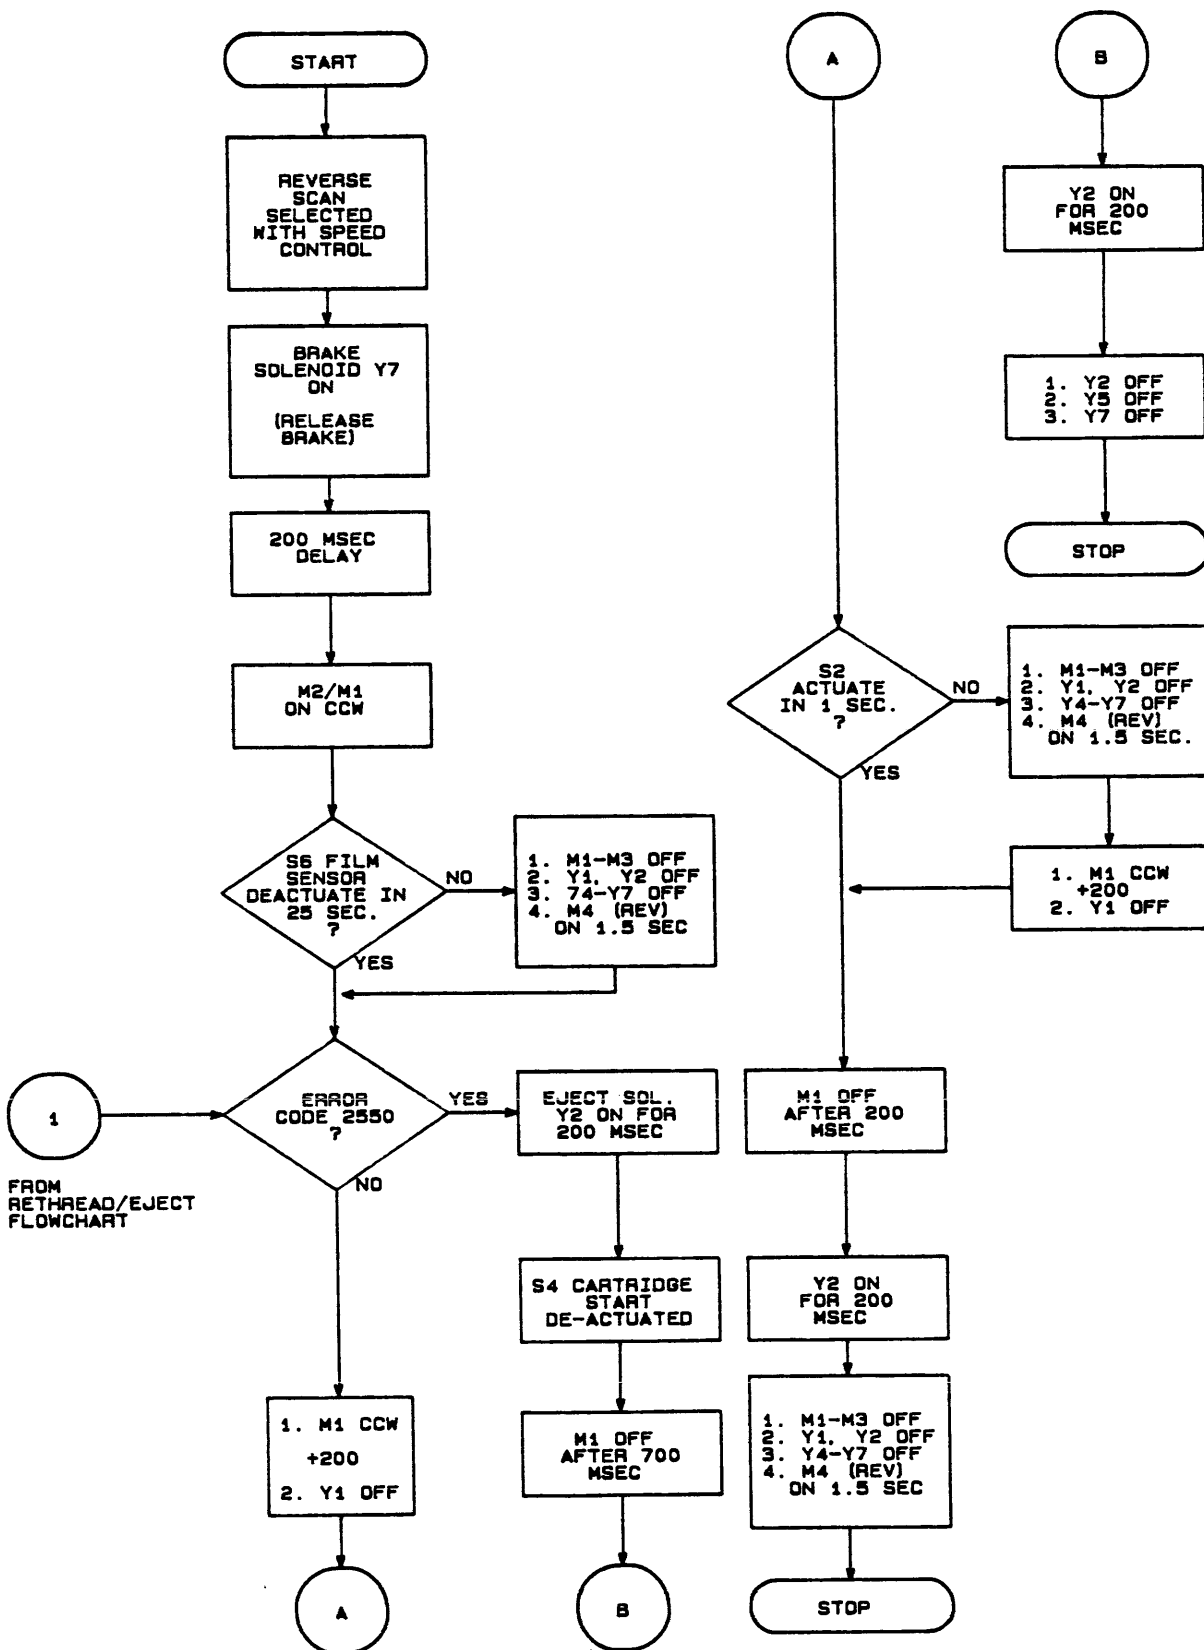 START
REVERSE
SCAN
SELECTED
WITH SPEED
CONTROL
BRAKE
SOLENOID Y7
ON
(RELEASE
BRAKE)
200 MSEC
DELAY
M2/M1
ON CCW
S6 FILM
SENSOR
DEACTUATE IN
25 SEC.
?
NO
YES
1. M1-M3 OFF
2. Y1, Y2 OFF
3. 74-Y7 OFF
4. M4 (REV)
ON 1.5 SEC
1
FROM
RETHREAD/EJECT
FLOWCHART
ERROR
CODE 2550
?
YES
NO
EJECT SOL.
Y2 ON FOR
200 MSEC
S4 CARTRIDGE
START
DE-ACTUATED
M1 OFF
AFTER 700
MSEC
B
1. M1 CCW
+200
2. Y1 OFF
A
A
S2
ACTUATE
IN 1 SEC.
?
NO
YES
1. M1-M3 OFF
2. Y1, Y2 OFF
3. Y4-Y7 OFF
4. M4 (REV)
ON 1.5 SEC.
1. M1 CCW
+200
2. Y1 OFF
M1 OFF
AFTER 200
MSEC
Y2 ON
FOR 200
MSEC
1. M1-M3 OFF
2. Y1, Y2 OFF
3. Y4-Y7 OFF
4. M4 (REV)
ON 1.5 SEC
STOP
B
Y2 ON
FOR 200
MSEC
1. Y2 OFF
2. Y5 OFF
3. Y7 OFF
STOP